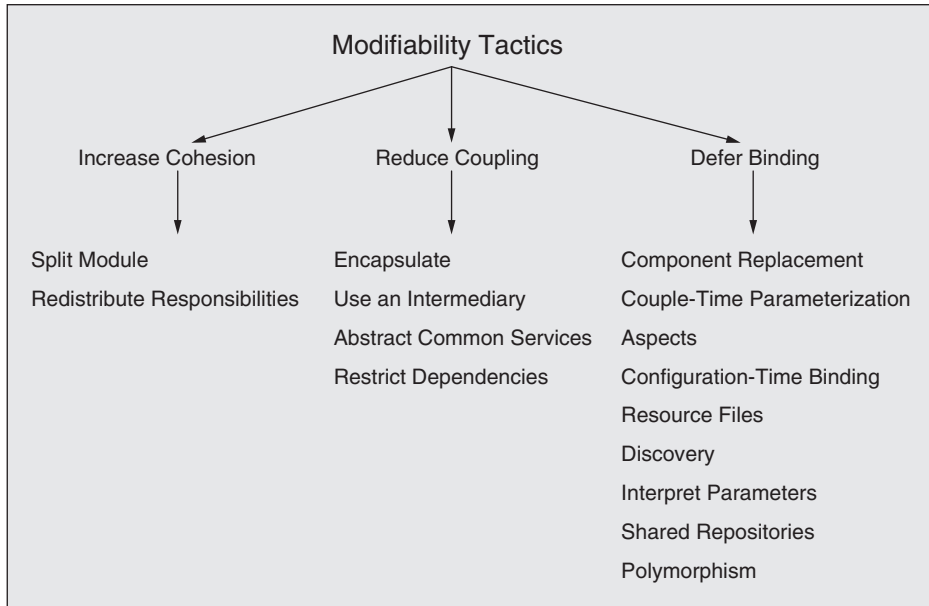 Modifiability Tactics
Increase Cohesion
Reduce Coupling
Defer Binding
Split Module
Redistribute Responsibilities
Encapsulate
Use an Intermediary
Abstract Common Services
Restrict Dependencies
Component Replacement
Couple-Time Parameterization
Aspects
Configuration-Time Binding
Resource Files
Discovery
Interpret Parameters
Shared Repositories
Polymorphism